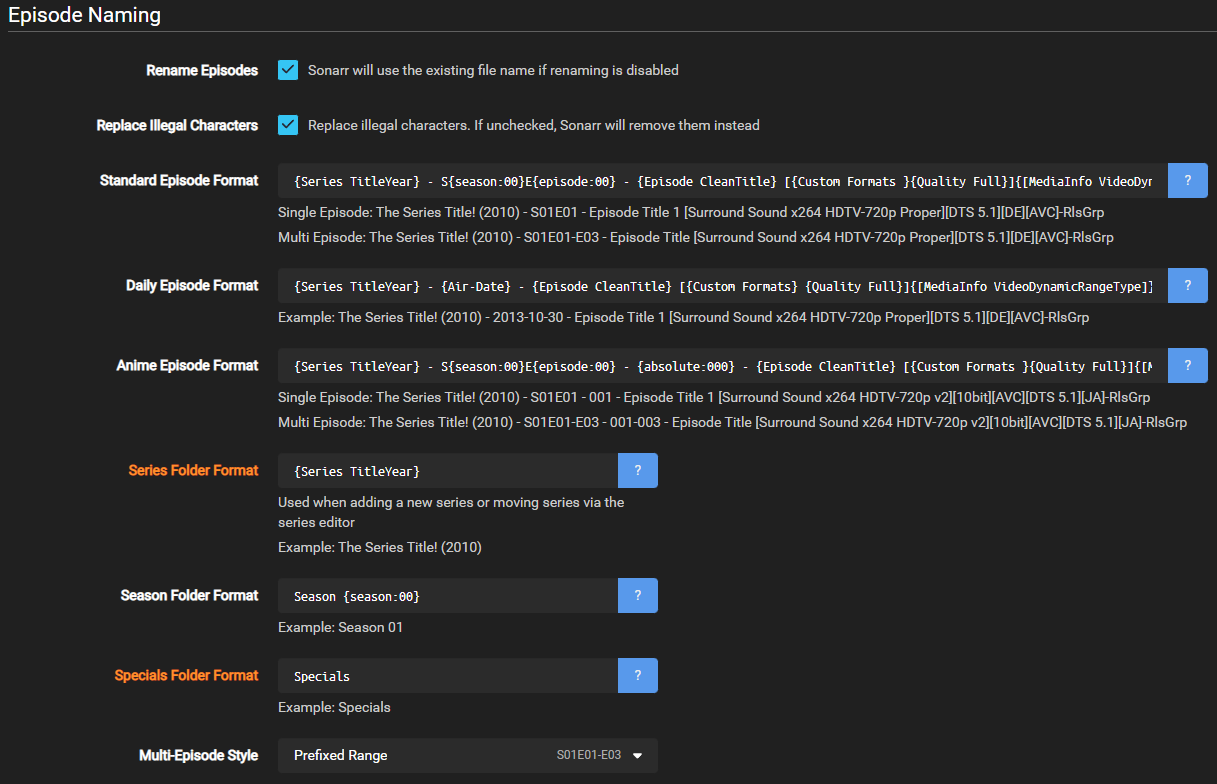 Episode Naming
Rename Episodes
Sonarr will use the existing file name if renaming is disabled
Replace Illegal Characters
Replace illegal characters. If unchecked, Sonarr will remove them instead
Standard Episode Format
{Series TitleYear} - S{season:00}E{episode:00} - {Episode CleanTitle} [{Custom Formats }{Quality Full}]{[MediaInfo VideoDyn
?
Single Episode: The Series Title! (2010) - S01E01 - Episode Title 1 [Surround Sound x264 HDTV-720p Proper][DTS 5.1][DE][AVC]-RlsGrp
Multi Episode: The Series Title! (2010) - S01E01-E03 - Episode Title [Surround Sound x264 HDTV-720p Proper][DTS 5.1][DE][AVC]-RlsGrp
Daily Episode Format
{Series TitleYear} - {Air-Date} - {Episode CleanTitle} [{Custom Formats} {Quality Full}]{[MediaInfo VideoDynamicRangeType]}
?
Example: The Series Title! (2010) - 2013-10-30 - Episode Title 1 [Surround Sound x264 HDTV-720p Proper][DTS 5.1][DE][AVC]-RlsGrp
Anime Episode Format
{Series TitleYear} - S{season:00}E{episode:00} - {absolute:000} - {Episode CleanTitle} [{Custom Formats }{Quality Full}]{[M
?
Single Episode: The Series Title! (2010) - S01E01 - 001 - Episode Title 1 [Surround Sound x264 HDTV-720p v2][10bit][AVC][DTS 5.1][JA]-RlsGrp
Multi Episode: The Series Title! (2010) - S01E01-E03 - 001-003 - Episode Title [Surround Sound x264 HDTV-720p v2][10bit][AVC][DTS 5.1][JA]-RlsGrp
Series Folder Format
{Series TitleYear}
?
Used when adding a new series or moving series via the
series editor
Example: The Series Title! (2010)
Season Folder Format
Season {season:00}
?
Example: Season 01
Specials Folder Format
Specials
?
Example: Specials
Multi-Episode Style
Prefixed Range
S01E01-E03